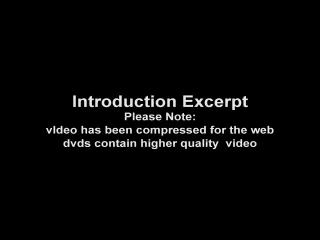 Introduction Excerpt
Please Note:
vIdeo has been compressed for the web
dvds contain higher quality  video